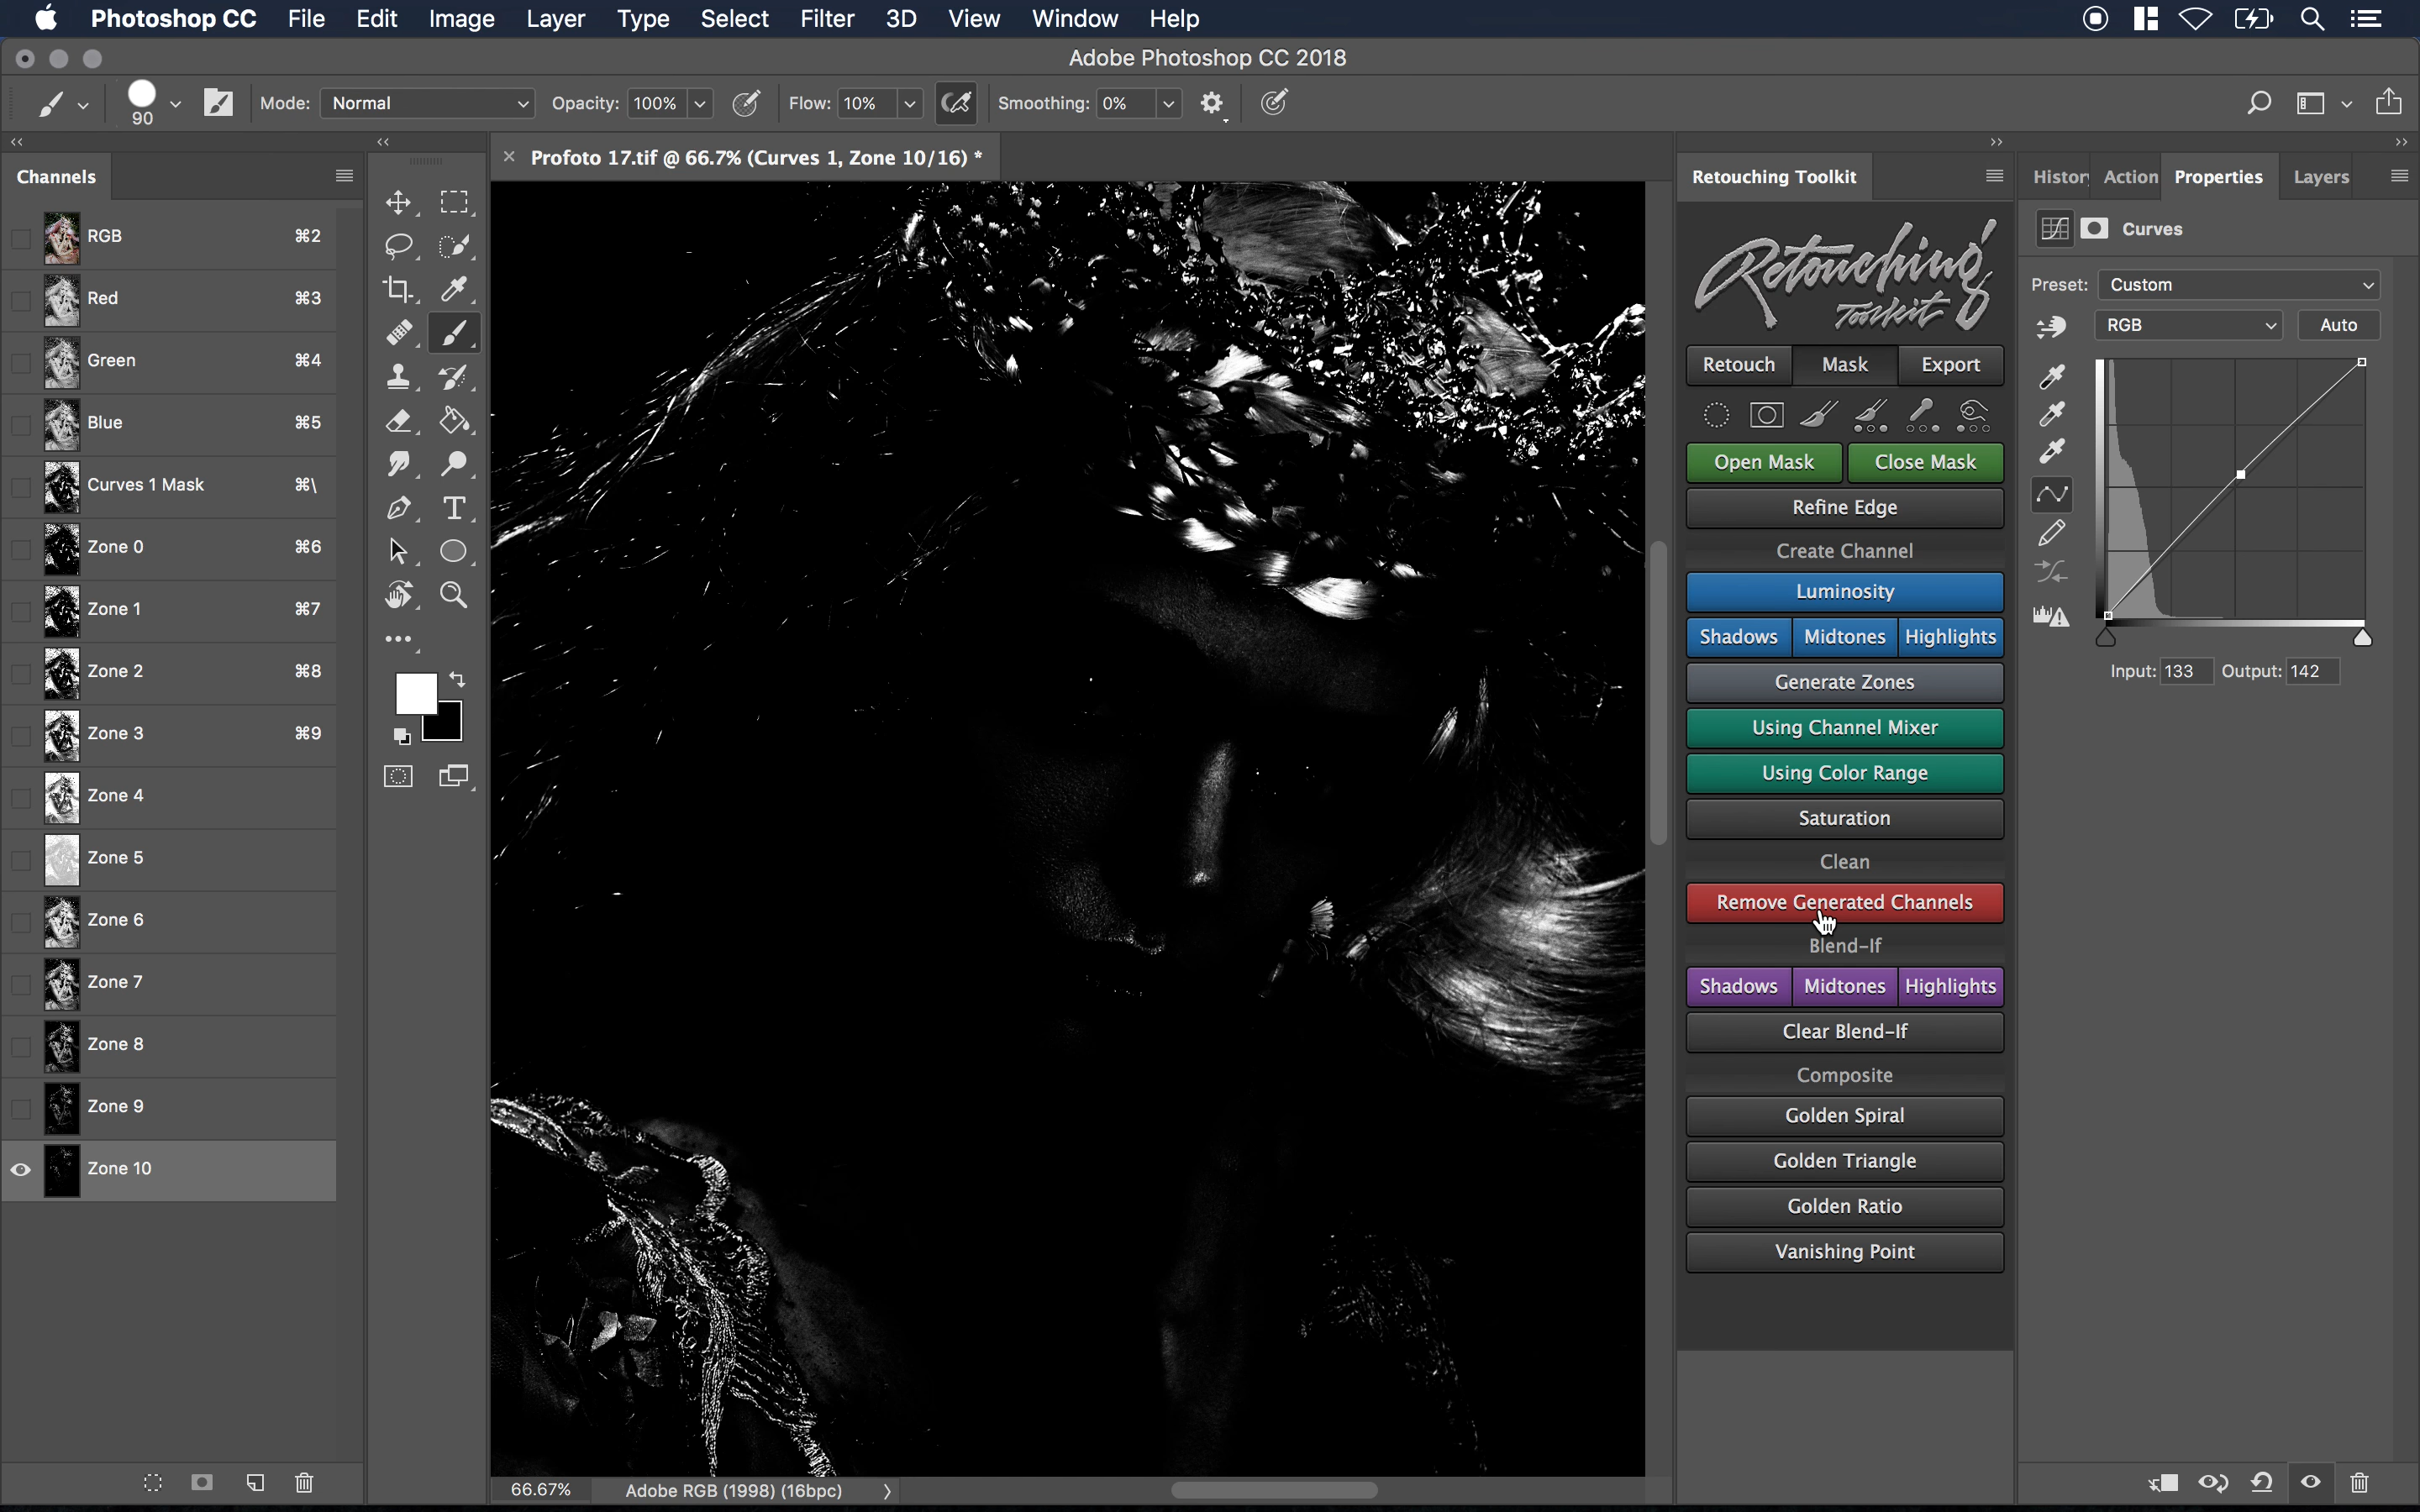 Photoshop CC File Edit Image Layer Type Select Filter 3D View Window Help
Adobe Photoshop CC 2018
90 Mode: Normal Opacity: 100% Flow: 10% Smoothing: 0%
Channels
RGB ⌘2
Red ⌘3
Green ⌘4
Blue ⌘5
Curves 1 Mask ⌘\
Zone 0 ⌘6
Zone 1 ⌘7
Zone 2 ⌘8
Zone 3 ⌘9
Zone 4
Zone 5
Zone 6
Zone 7
Zone 8
Zone 9
Zone 10
Profoto 17.tif @ 66.7% (Curves 1, Zone 10/16) *
66.67% Adobe RGB (1998) (16bpc)
Retouching Toolkit
Retouching
Toolkit
Retouch Mask Export
Open Mask Close Mask
Refine Edge
Create Channel
Luminosity
Shadows Midtones Highlights
Generate Zones
Using Channel Mixer
Using Color Range
Saturation
Clean
Remove Generated Channels
Blend-If
Shadows Midtones Highlights
Clear Blend-If
Composite
Golden Spiral
Golden Triangle
Golden Ratio
Vanishing Point
History Action Properties Layers
Curves
Preset: Custom
RGB Auto
Input: 133 Output: 142